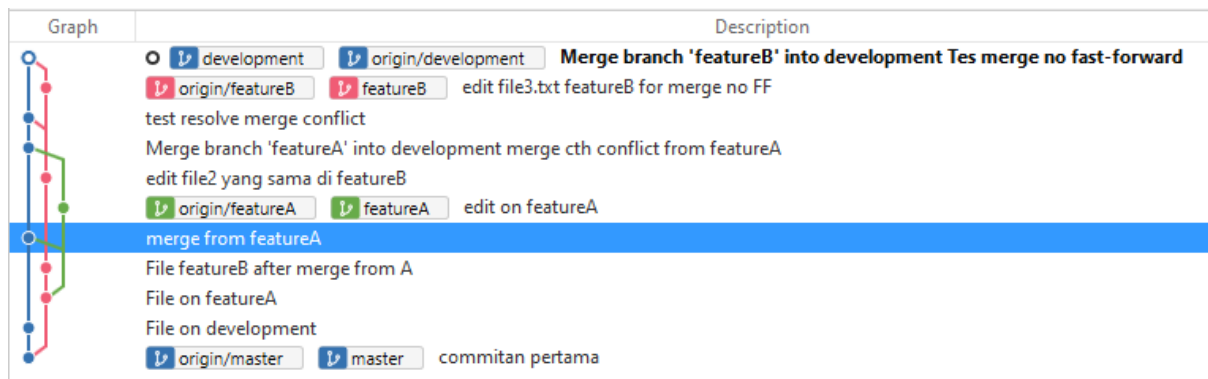 Graph Description
development origin/development Merge branch 'featureB' into development Tes merge no fast-forward
origin/featureB featureB edit file3.txt featureB for merge no FF
test resolve merge conflict
Merge branch 'featureA' into development merge cth conflict from featureA
edit file2 yang sama di featureB
origin/featureA featureA edit on featureA
merge from featureA
File featureB after merge from A
File on featureA
File on development
origin/master master commitan pertama